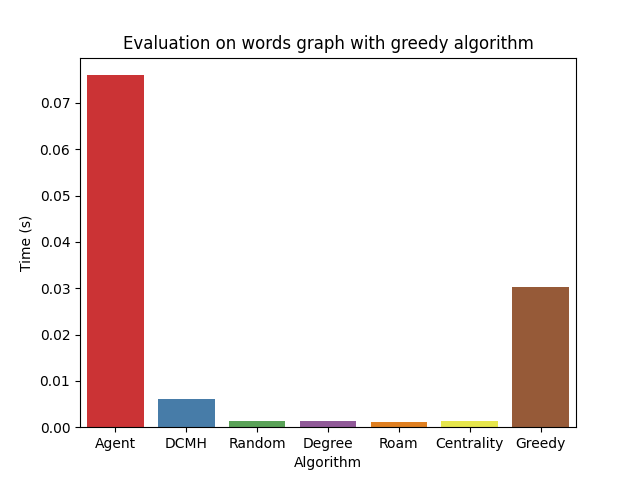 Evaluation on words graph with greedy algorithm
Time (s)
0.07
0.06
0.05
0.04
0.03
0.02
0.01
0.00
Agent DCMH Random Degree Roam Centrality Greedy
Algorithm